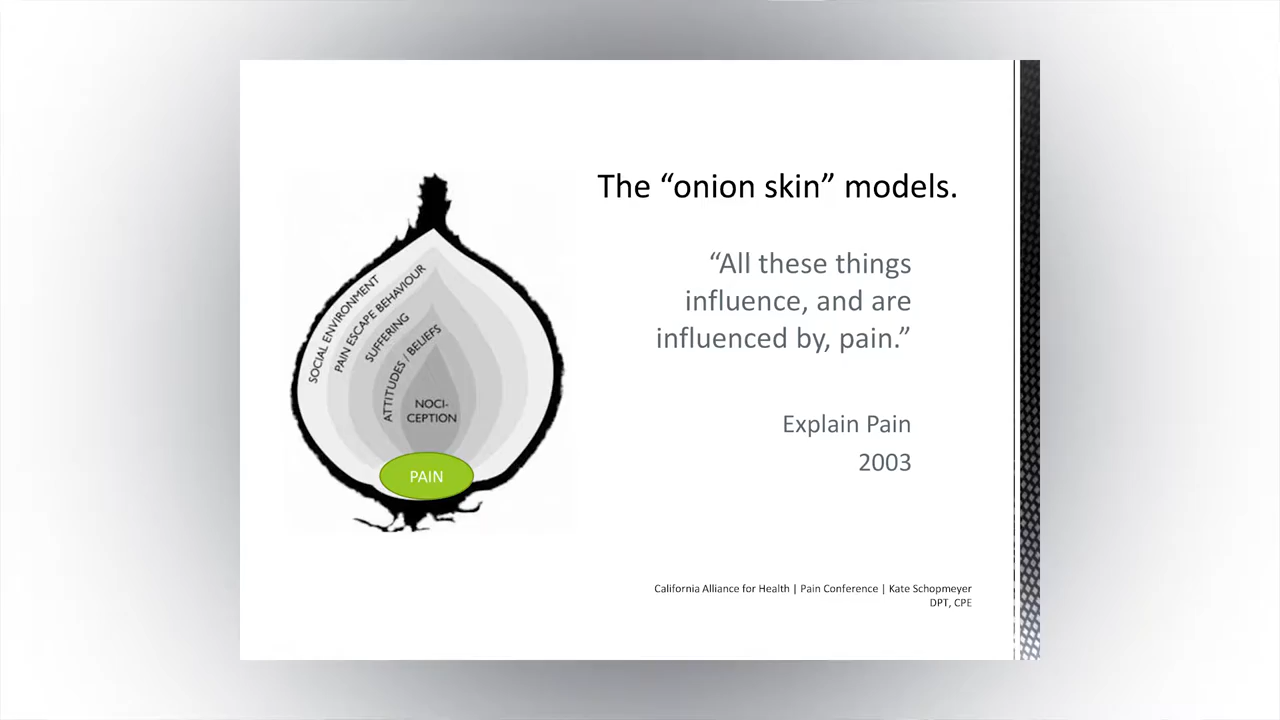 The “onion skin” models.
“All these things
influence, and are
influenced by, pain.”
Explain Pain
2003
SOCIAL ENVIRONMENT
PAIN ESCAPE BEHAVIOUR
SUFFERING
ATTITUDES / BELIEFS
NOCI-
CEPTION
PAIN
California Alliance for Health | Pain Conference | Kate Schopmeyer
DPT, CPE